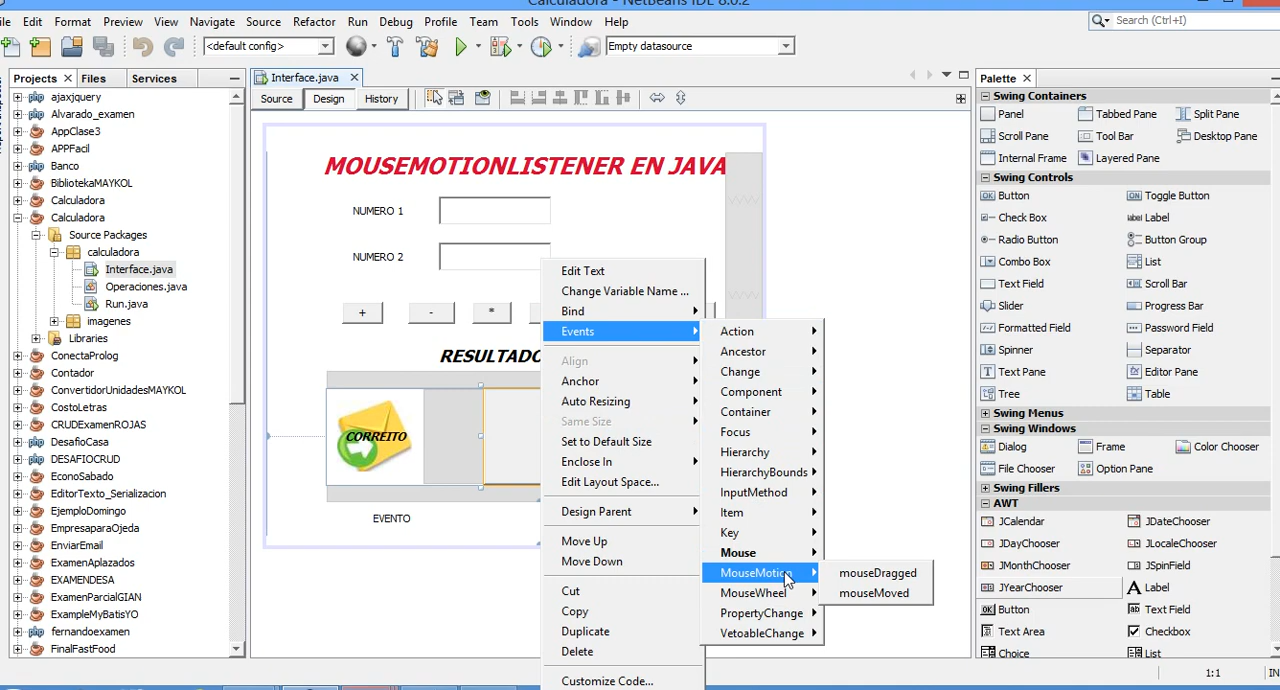 Calculadora - NetBeans IDE 8.0.2
Edit Format Preview View Navigate Source Refactor Run Debug Profile Team Tools Window Help
Search (Ctrl+I)
<default config>
Empty datasource
Projects Files Services
ajaxjquery
Alvarado_examen
AppClase3
APPFacil
Banco
BibliotekaMAYKOL
Calculadora
Calculadora
Source Packages
calculadora
Interface.java
Operaciones.java
Run.java
imagenes
Libraries
ConectaProlog
Contador
ConvertidorUnidadesMAYKOL
CostoLetras
CRUDExamenROJAS
DesafioCasa
DESAFIOCRUD
EconoSabado
EditorTexto_Serializacion
EjemploDomingo
EmpresaparaOjeda
EnviarEmail
ExamenAplazados
EXAMENDESA
ExamenParcialGIAN
ExampleMyBatisYO
fernandoexamen
FinalFastFood
Interface.java
Source Design History
MOUSEMOTIONLISTENER EN JAVA
NUMERO 1
NUMERO 2
+ - *
RESULTADO
CORREITO
EVENTO
Edit Text
Change Variable Name ...
Bind
Events
Align
Anchor
Auto Resizing
Same Size
Set to Default Size
Enclose In
Edit Layout Space...
Design Parent
Move Up
Move Down
Cut
Copy
Duplicate
Delete
Customize Code...
Action
Ancestor
Change
Component
Container
Focus
Hierarchy
HierarchyBounds
InputMethod
Item
Key
Mouse
MouseMotion
MouseWheel
PropertyChange
VetoableChange
mouseDragged
mouseMoved
Palette
Swing Containers
Panel Tabbed Pane Split Pane
Scroll Pane Tool Bar Desktop Pane
Internal Frame Layered Pane
Swing Controls
Button Toggle Button
Check Box Label
Radio Button Button Group
Combo Box List
Text Field Scroll Bar
Slider Progress Bar
Formatted Field Password Field
Spinner Separator
Text Pane Editor Pane
Tree Table
Swing Menus
Swing Windows
Dialog Frame Color Chooser
File Chooser Option Pane
Swing Fillers
AWT
JCalendar JDateChooser
JDayChooser JLocaleChooser
JMonthChooser JSpinField
JYearChooser Label
Button Text Field
Text Area Checkbox
Choice List
1:1 IN